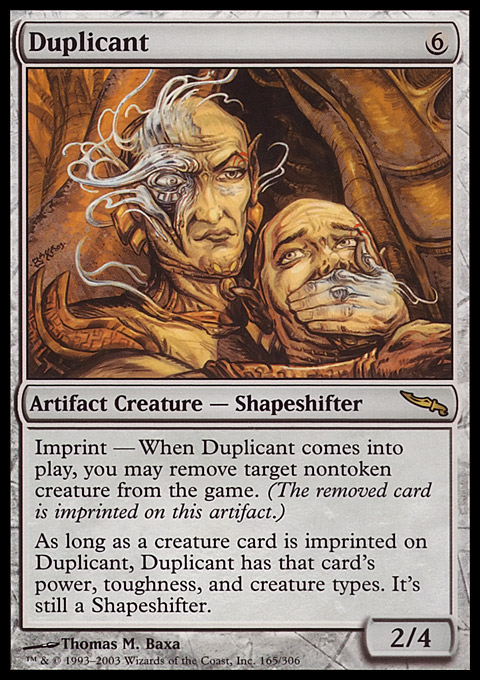 Duplicant 6
Artifact Creature — Shapeshifter
Imprint — When Duplicant comes into
play, you may remove target nontoken
creature from the game. (The removed card
is imprinted on this artifact.)
As long as a creature card is imprinted on
Duplicant, Duplicant has that card's
power, toughness, and creature types. It's
still a Shapeshifter.
2/4
Thomas M. Baxa
™ & © 1993–2003 Wizards of the Coast, Inc. 165/306